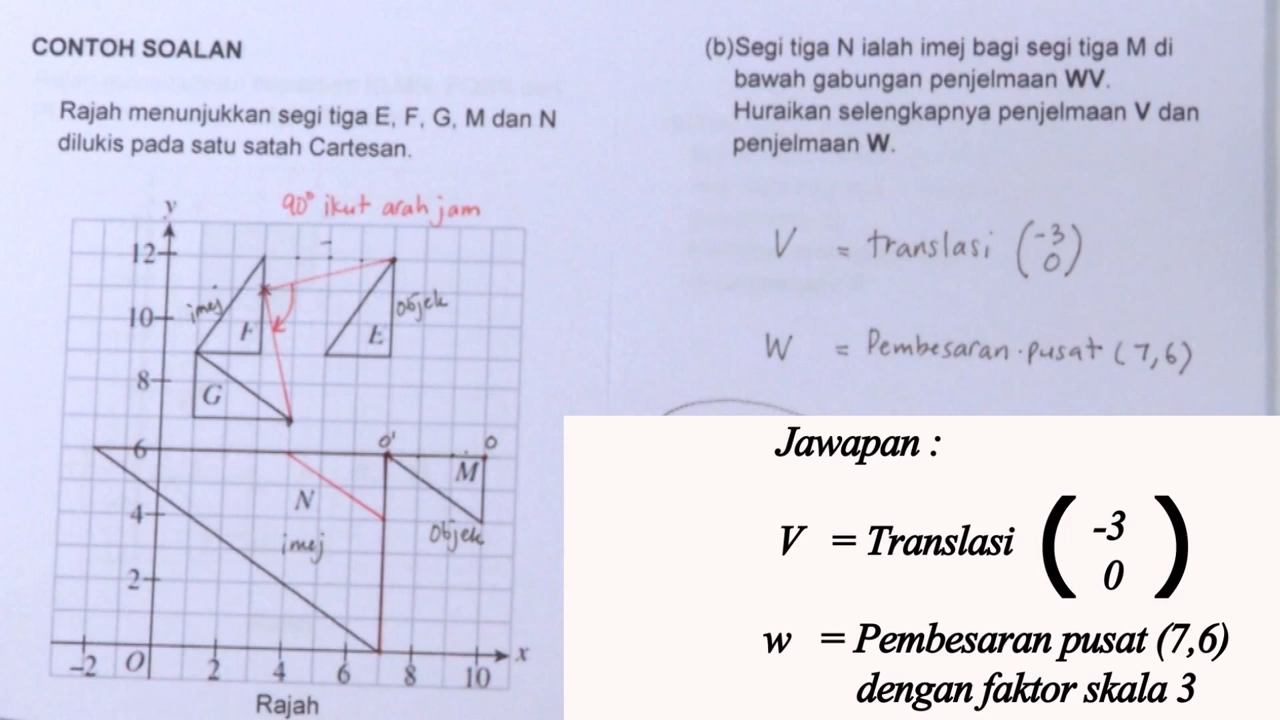 CONTOH SOALAN
Rajah menunjukkan segi tiga E, F, G, M dan N
dilukis pada satu satah Cartesan.
90° ikut arah jam
y
12
10
8
6
4
2
-2
O
2
4
6
8
10
x
imej
F
objek
E
G
O'
O
M
N
imej
objek
Rajah
(b)Segi tiga N ialah imej bagi segi tiga M di
bawah gabungan penjelmaan WV.
Huraikan selengkapnya penjelmaan V dan
penjelmaan W.
V = translasi (-3
0)
W = Pembesaran. pusat (7,6)
Jawapan :
V = Translasi ( -3
0 )
w = Pembesaran pusat (7,6)
dengan faktor skala 3